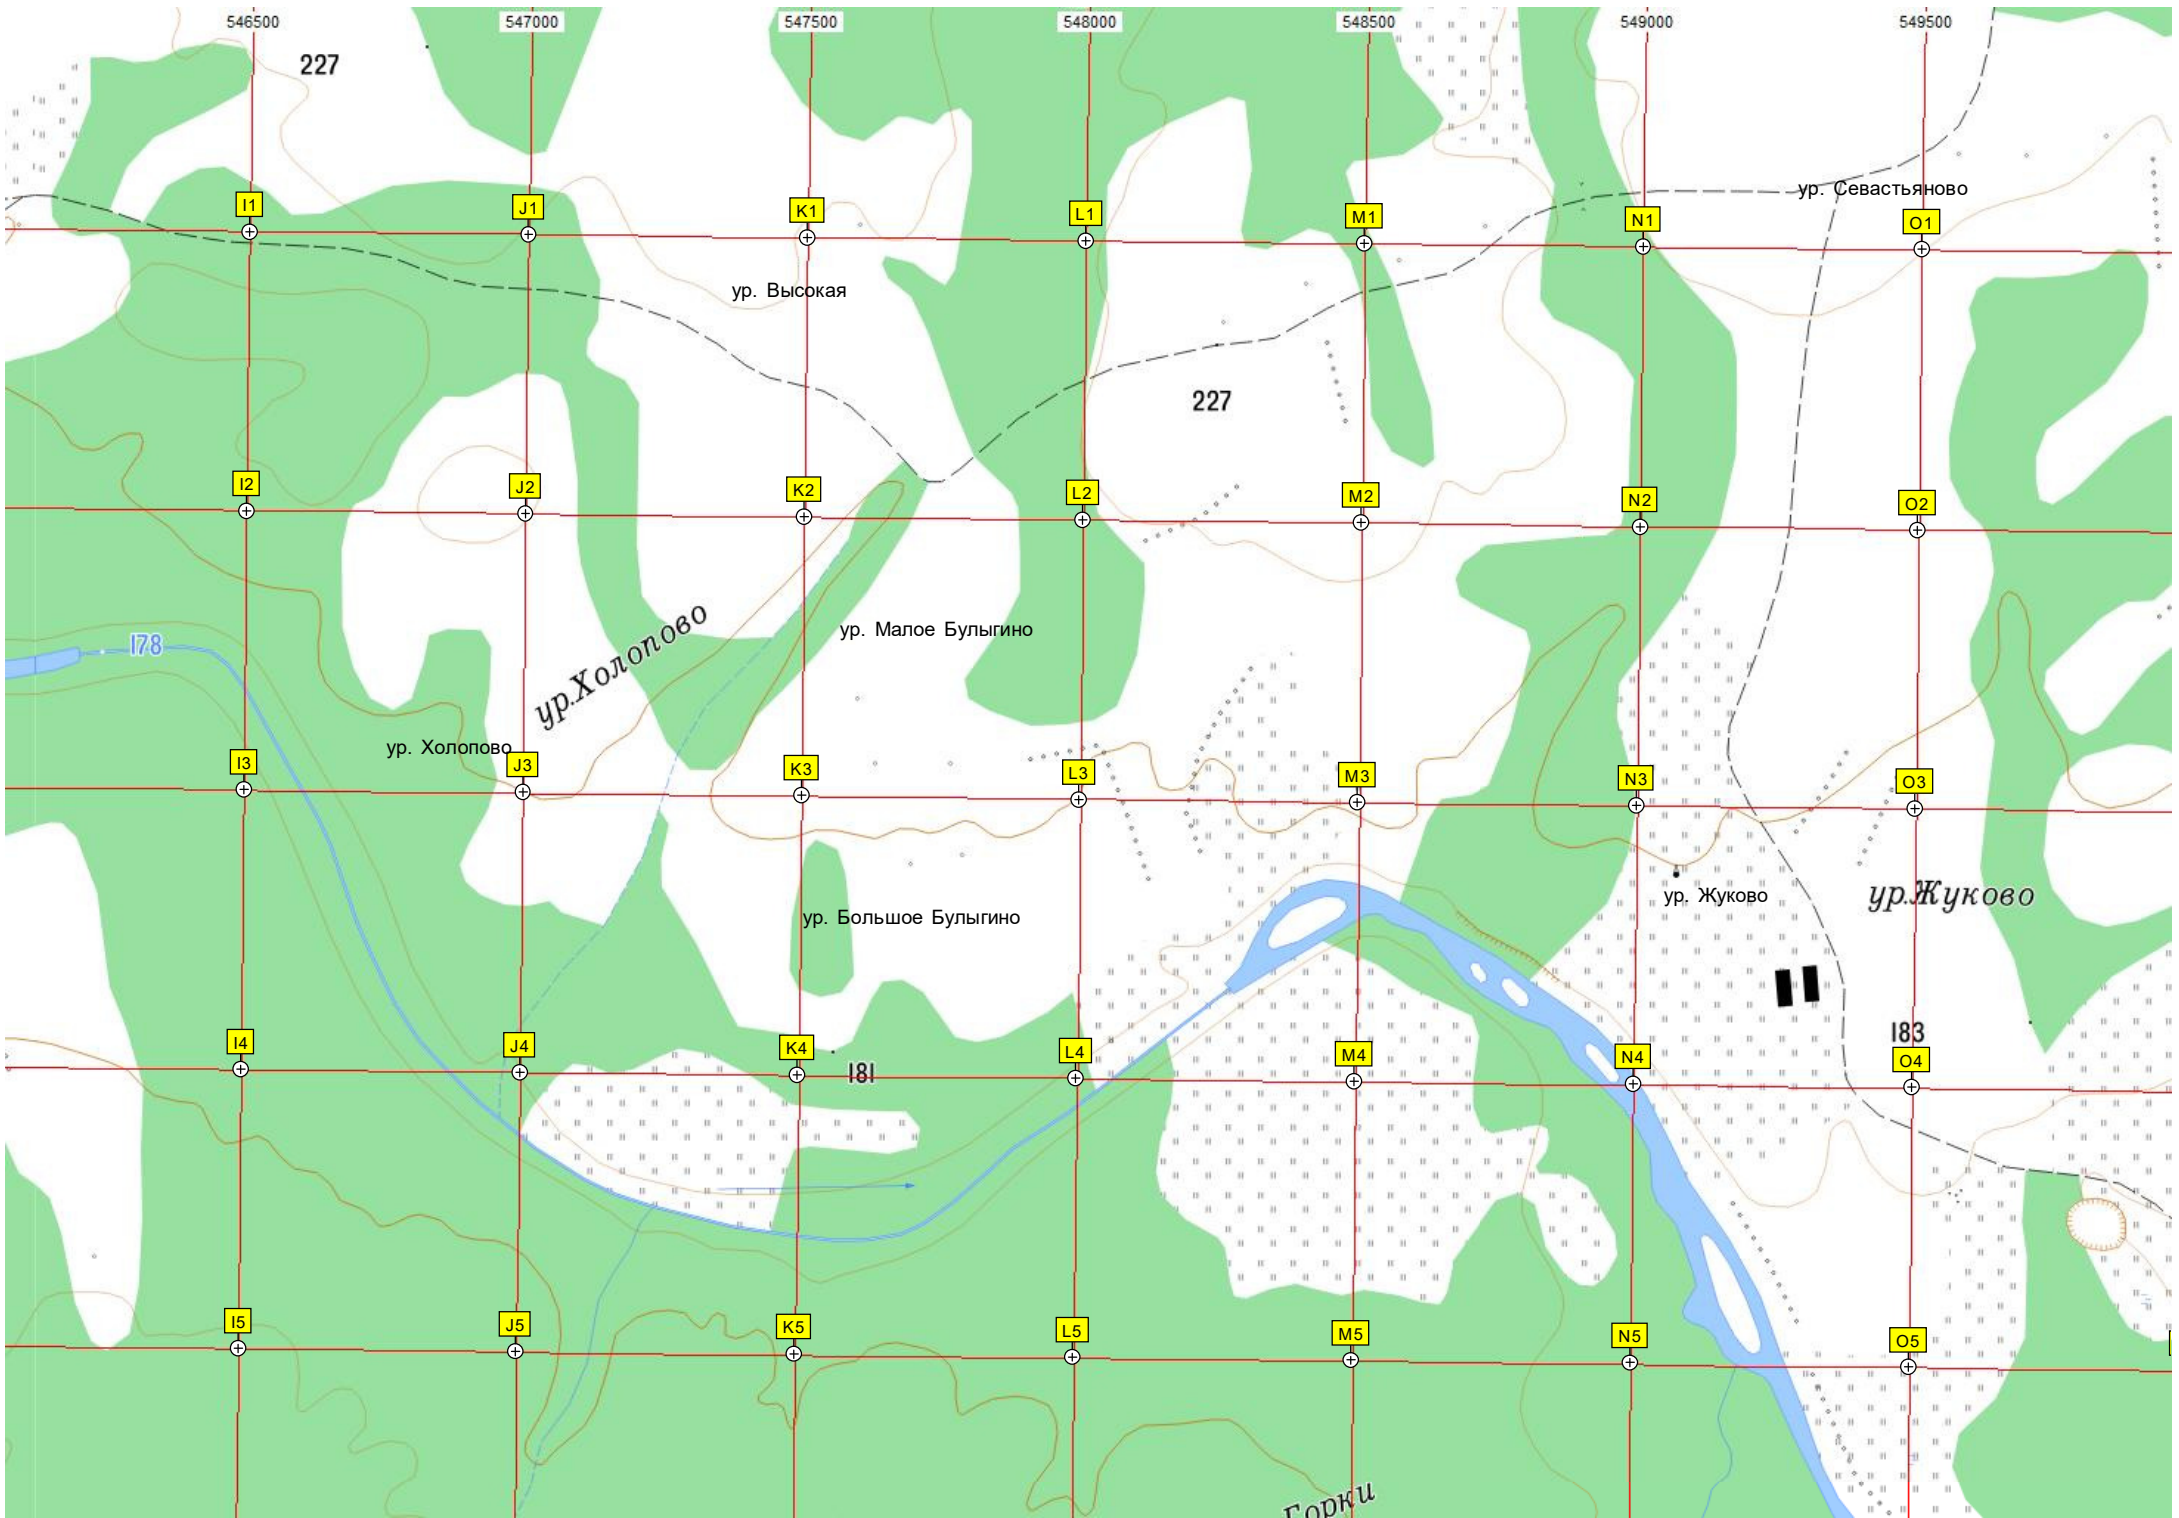 546500 547000 547500 548000 548500 549000 549500
227
ур. Севастьяново
I1 J1 K1 L1 M1 N1 O1
ур. Высокая
227
I2 J2 K2 L2 M2 N2 O2
ур. Малое Булыгино
178
ур.Холопово
ур. Холопово
I3 J3 K3 L3 M3 N3 O3
ур. Жуково
ур.Жуково
ур. Большое Булыгино
183
I4 J4 K4 L4 M4 N4 O4
181
I5 J5 K5 L5 M5 N5 O5
Горки